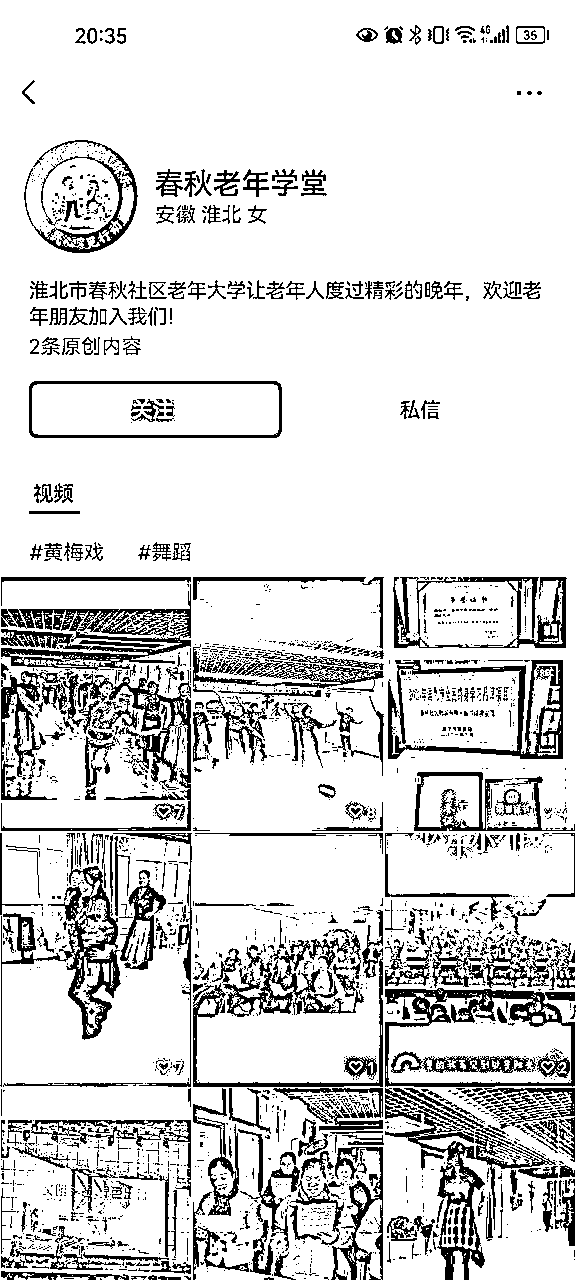 20:35
4G
35
春秋老年学堂
安徽 淮北 女
淮北市春秋社区老年大学让老年人度过精彩的晚年，欢迎老
年朋友加入我们!
2条原创内容
关注
私信
视频
#黄梅戏 #舞蹈
7
7
1
2